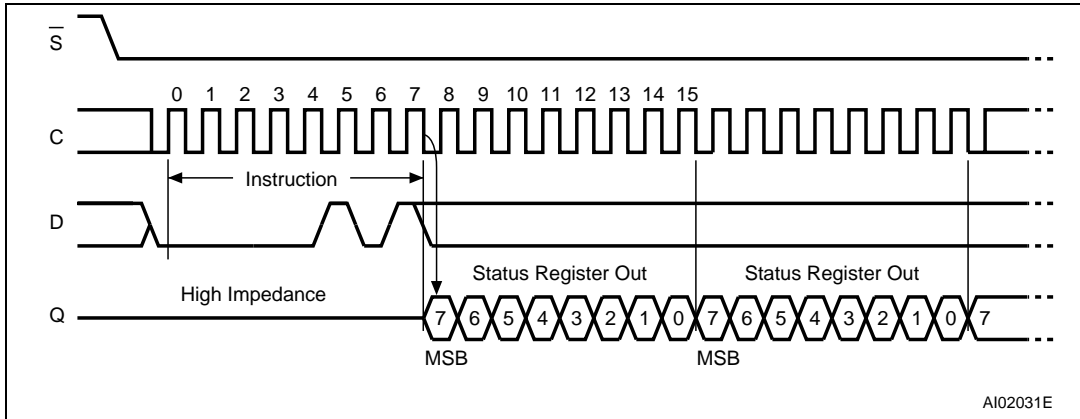 S
0 1 2 3 4 5 6 7 8 9 10 11 12 13 14 15
C
Instruction
D
Status Register Out Status Register Out
High Impedance
Q 7 6 5 4 3 2 1 0 7 6 5 4 3 2 1 0 7
MSB MSB
AI02031E